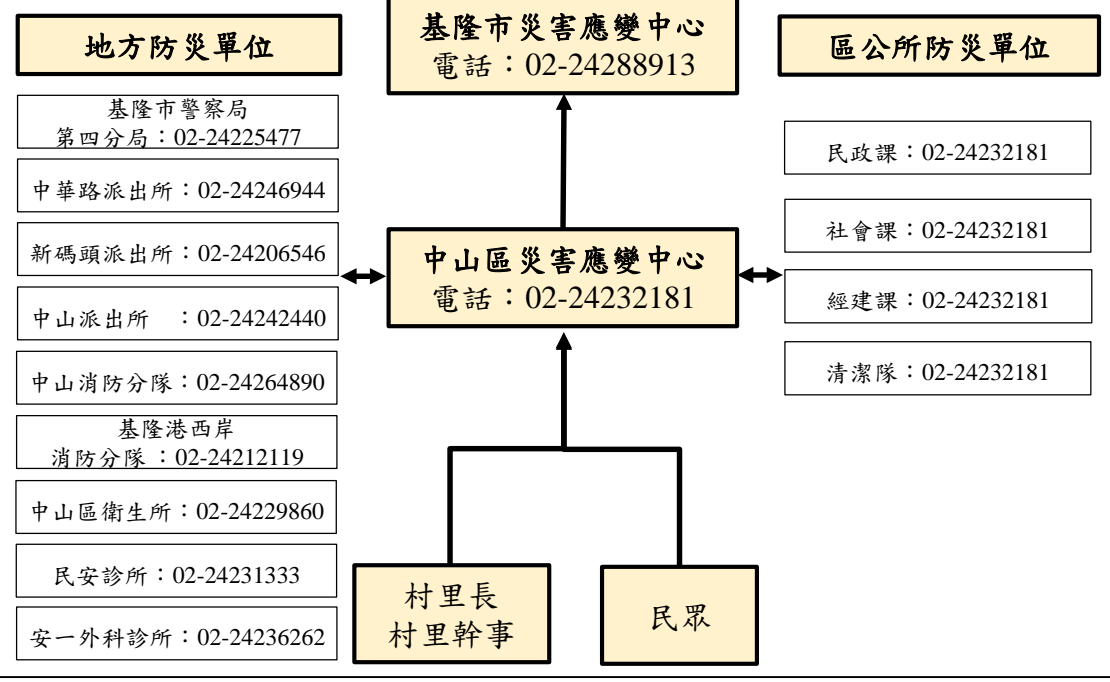 地方防災單位
基隆市警察局
第四分局：02-24225477
中華路派出所：02-24246944
新碼頭派出所：02-24206546
中山派出所　：02-24242440
中山消防分隊：02-24264890
基隆港西岸
消防分隊：02-24212119
中山區衛生所：02-24229860
民安診所：02-24231333
安一外科診所：02-24236262
基隆市災害應變中心
電話：02-24288913
中山區災害應變中心
電話：02-24232181
村里長
村里幹事
民眾
區公所防災單位
民政課：02-24232181
社會課：02-24232181
經建課：02-24232181
清潔隊：02-24232181